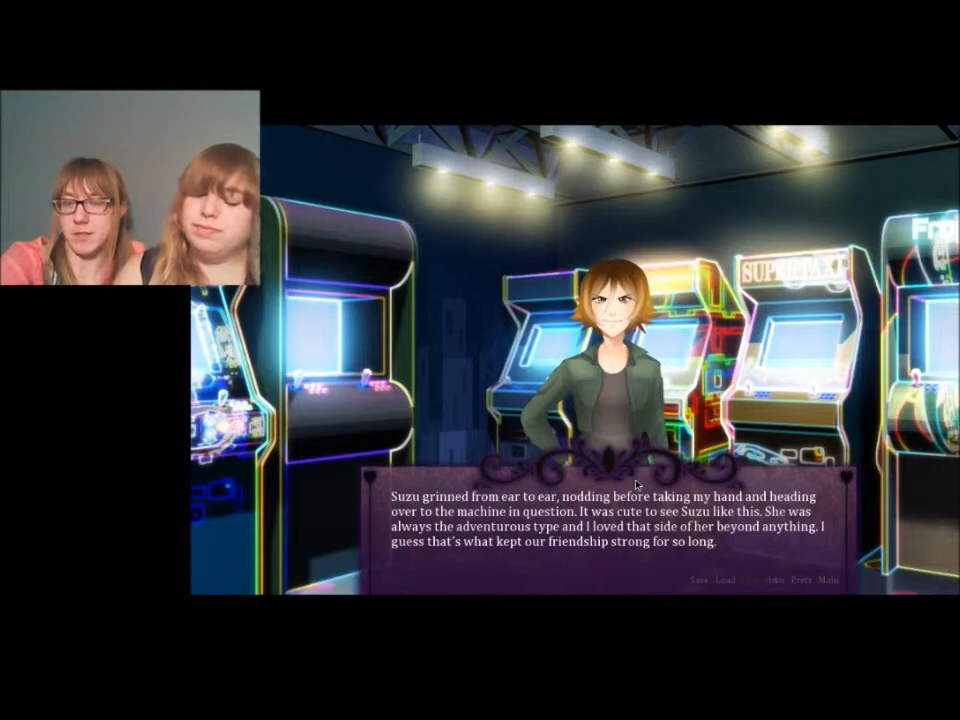 Fro
SUPERTAXI
Suzu grinned from ear to ear, nodding before taking my hand and heading
over to the machine in question. It was cute to see Suzu like this. She was
always the adventurous type and I loved that side of her beyond anything. I
guess that's what kept our friendship strong for so long.
Save Load Auto Prefs Main